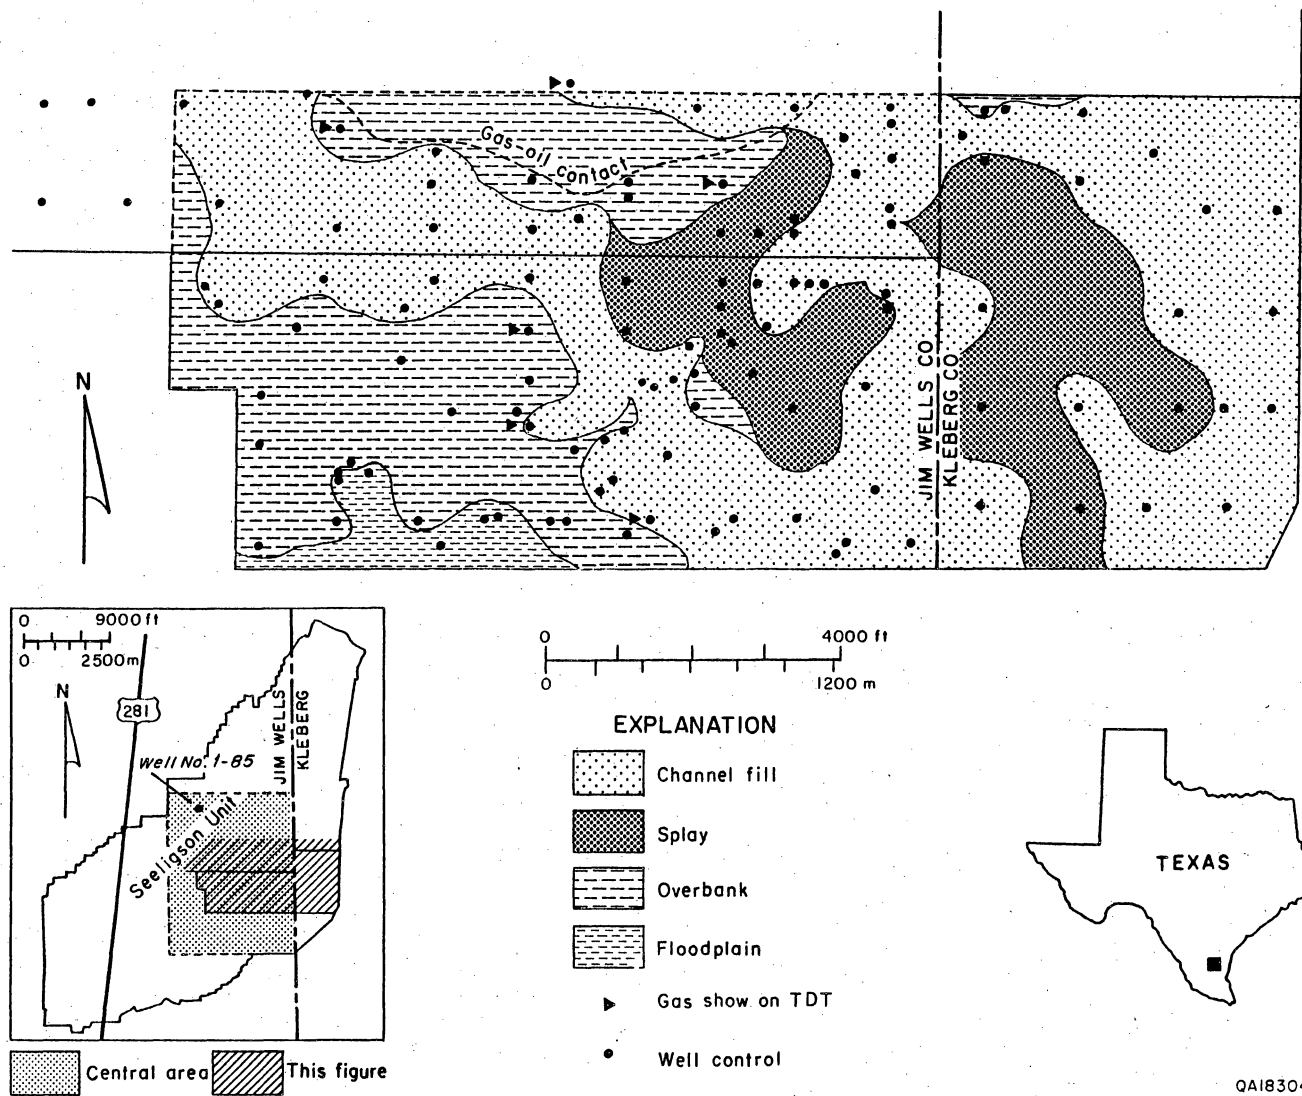 Gas-oil contact
N
JIM WELLS CO
KLEBERG CO
0 9000 ft
0 2500 m
N
281
JIM WELLS
KLEBERG
Well No. 1-85
Seeligson Unit
Central area
This figure
0 4000 ft
0 1200 m
EXPLANATION
Channel fill
Splay
Overbank
Floodplain
Gas show on TDT
Well control
TEXAS